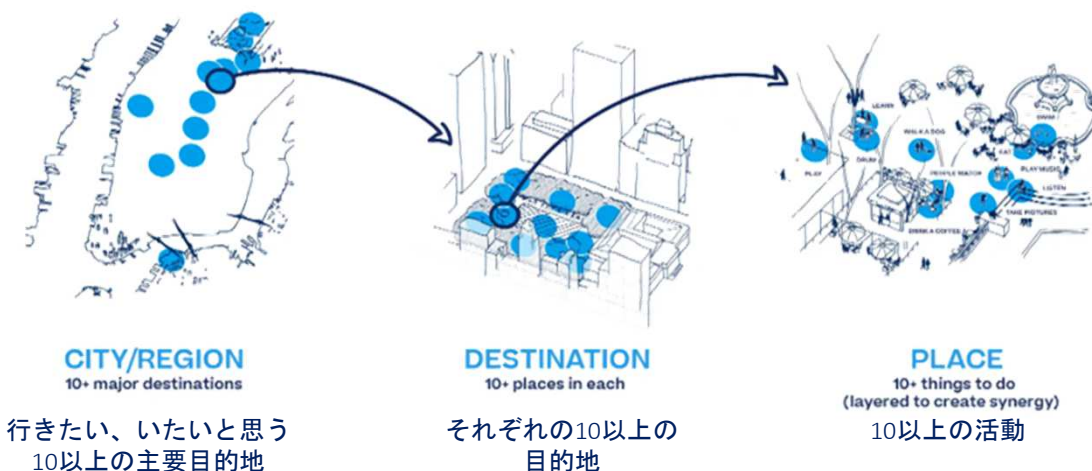 LEARN
SWIM
WALK A DOG
EAT
PLAY
DRUM
PEOPLE WATCH
PLAY MUSIC
LISTEN
TAKE PICTURES
DRINK A COFFEE
CITY/REGION
10+ major destinations
行きたい、いたいと思う
10以上の主要目的地
DESTINATION
10+ places in each
それぞれの10以上の
目的地
PLACE
10+ things to do
(layered to create synergy)
10以上の活動